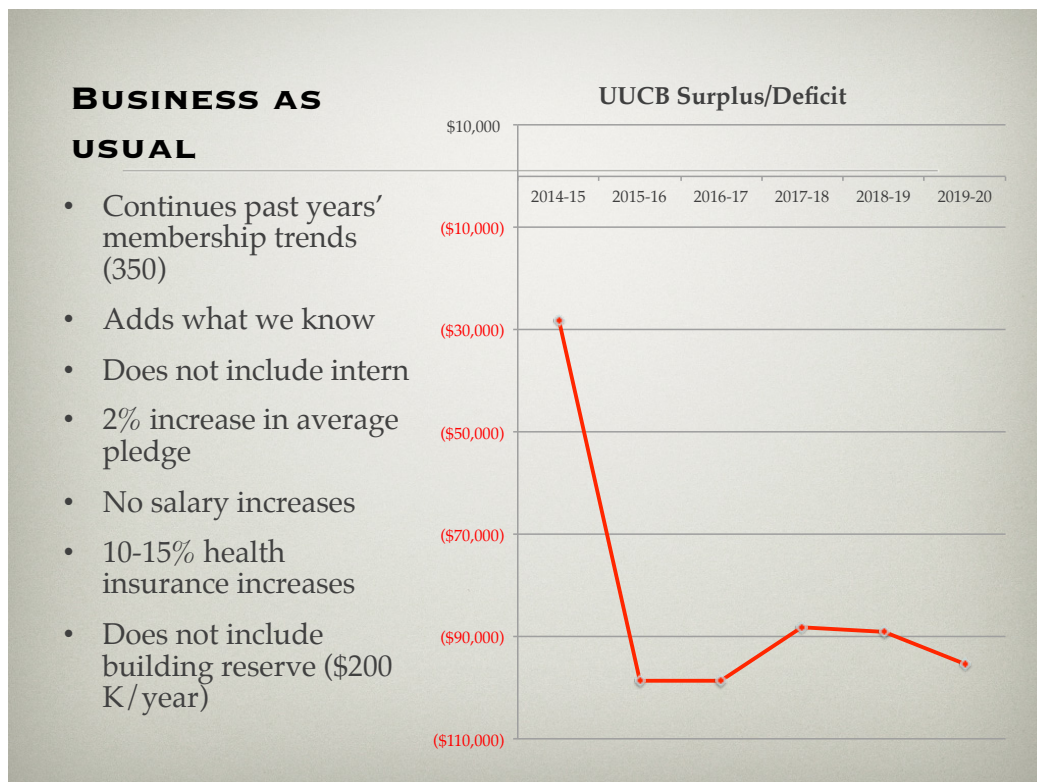 Business as
usual
• Continues past years’
membership trends
(350)
• Adds what we know
• Does not include intern
• 2% increase in average
pledge
• No salary increases
• 10-15% health
insurance increases
• Does not include
building reserve ($200
K/year)
UUCB Surplus/Deficit
$10,000
2014-15 2015-16 2016-17 2017-18 2018-19 2019-20
($10,000)
($30,000)
($50,000)
($70,000)
($90,000)
($110,000)